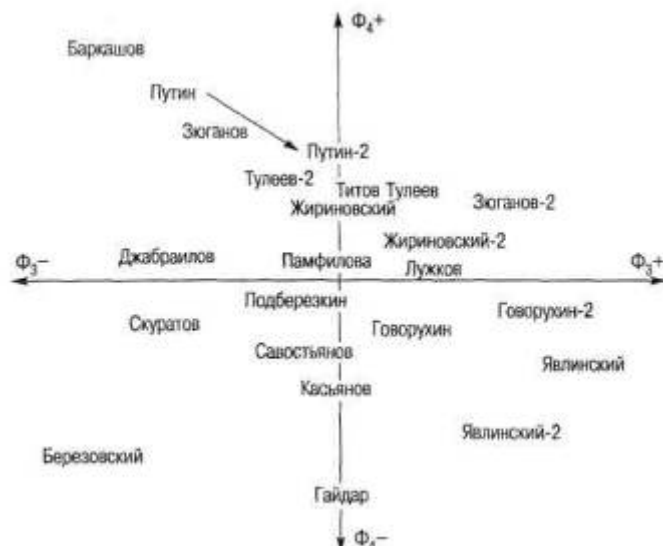 Ф4+
Баркашов
Путин
Зюганов
Путин-2
Тулеев-2
Титов Тулеев
Зюганов-2
Жириновский
Жириновский-2
Ф3−
Джабраилов
Памфилова
Лужков
Ф3+
Подберезкин
Говорухин-2
Скуратов
Говорухин
Савостьянов
Явлинский
Касьянов
Явлинский-2
Березовский
Гайдар
Ф4−